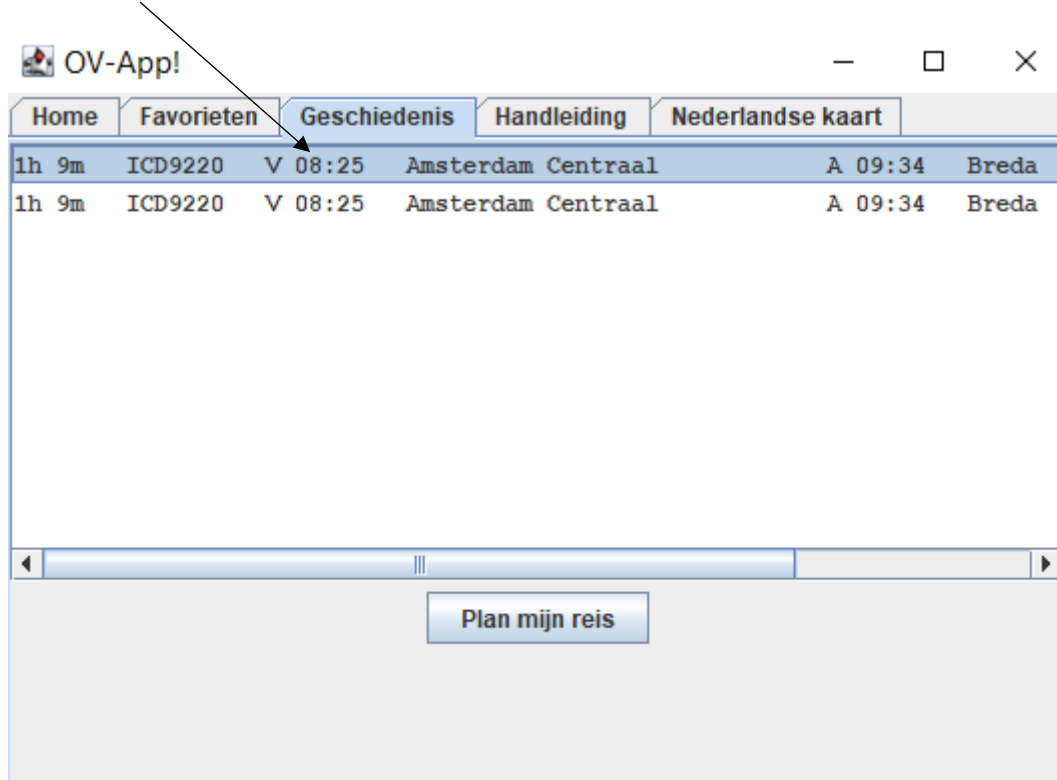 OV-App!
Home Favorieten Geschiedenis Handleiding Nederlandse kaart
1h 9m ICD9220 V 08:25 Amsterdam Centraal A 09:34 Breda
1h 9m ICD9220 V 08:25 Amsterdam Centraal A 09:34 Breda
Plan mijn reis